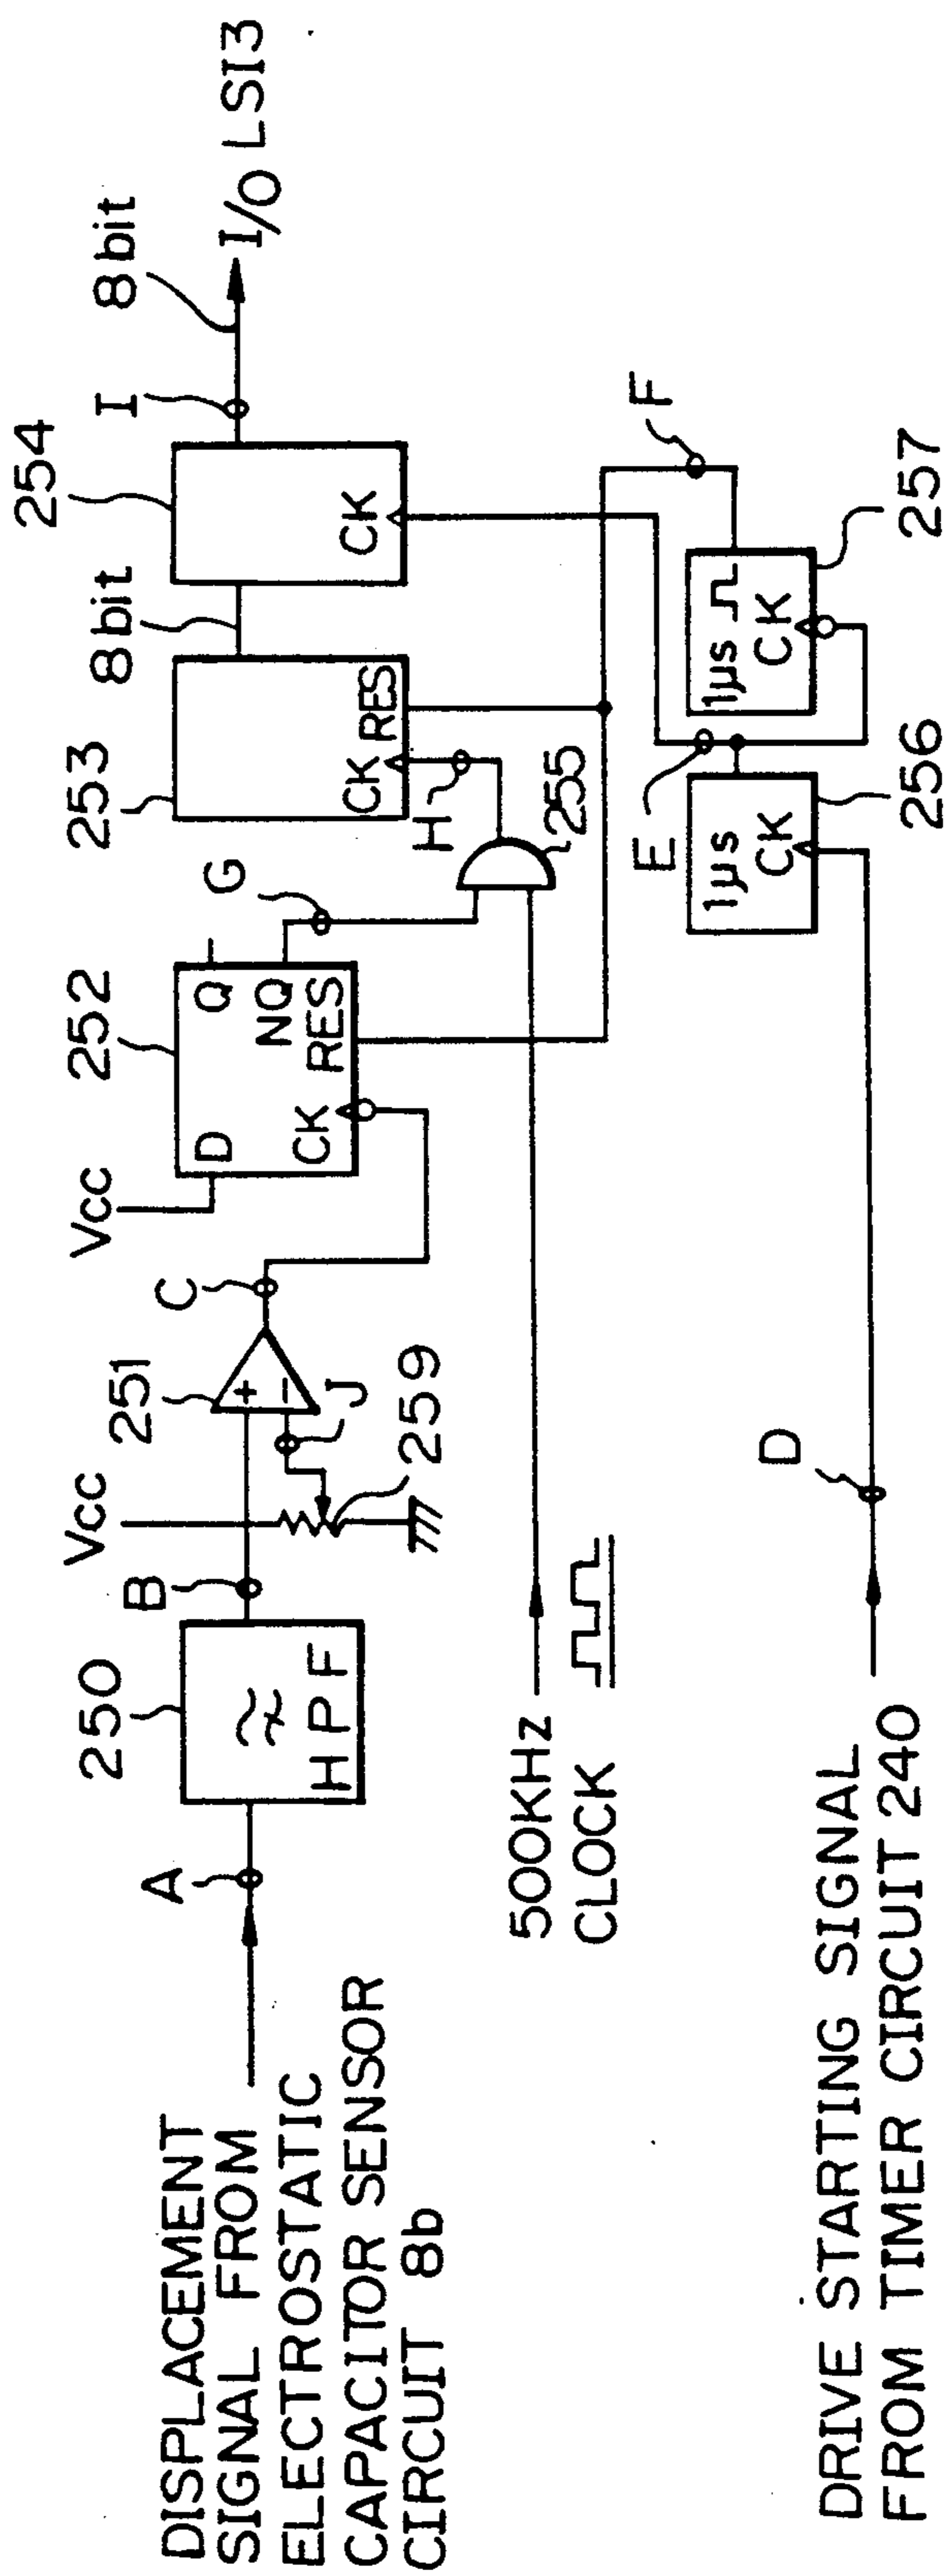 DISPLACEMENT
SIGNAL FROM
ELECTROSTATIC
CAPACITOR SENSOR
CIRCUIT 8b
A
250
HPF
B
Vcc
251
+
−
J
259
C
Vcc
252
D
Q
NQ
CK
RES
G
255
H
253
CK
RES
8bit
254
CK
I
8bit
I/O LSI3
500KHz
CLOCK
DRIVE STARTING SIGNAL
FROM TIMER CIRCUIT 240
D
1μs
CK
256
E
1μs
CK
257
F